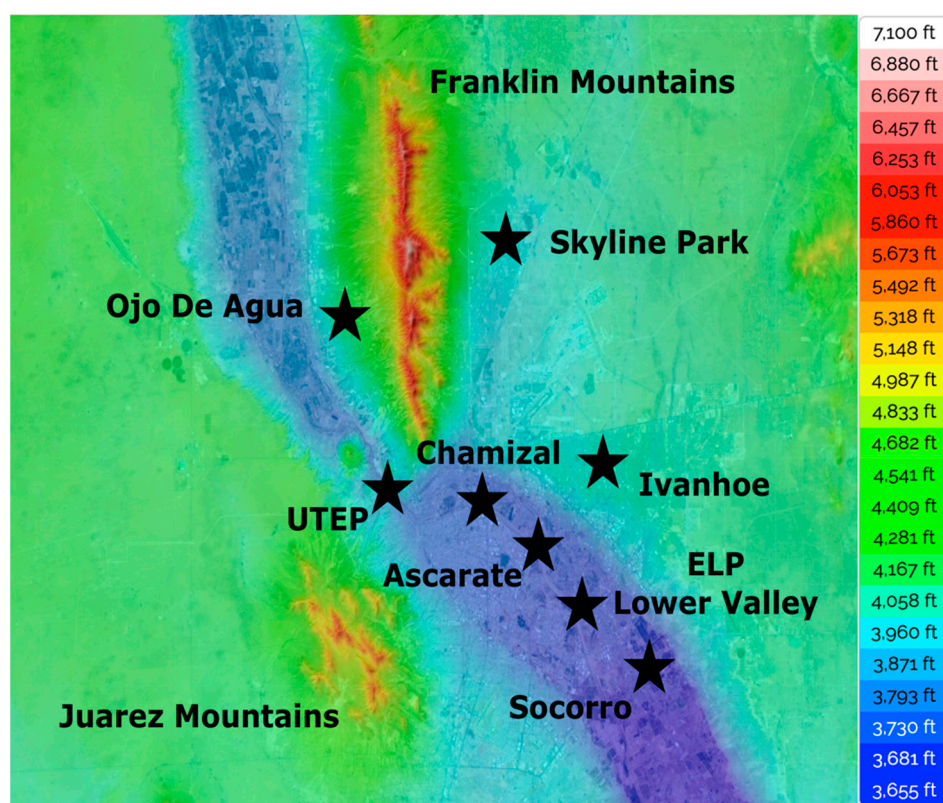 Franklin Mountains
Skyline Park
Ojo De Agua
Chamizal
Ivanhoe
UTEP
Ascarate
ELP
Lower Valley
Socorro
Juarez Mountains
7,100 ft
6,880 ft
6,667 ft
6,457 ft
6,253 ft
6,053 ft
5,860 ft
5,673 ft
5,492 ft
5,318 ft
5,148 ft
4,987 ft
4,833 ft
4,682 ft
4,541 ft
4,409 ft
4,281 ft
4,167 ft
4,058 ft
3,960 ft
3,871 ft
3,793 ft
3,730 ft
3,681 ft
3,655 ft